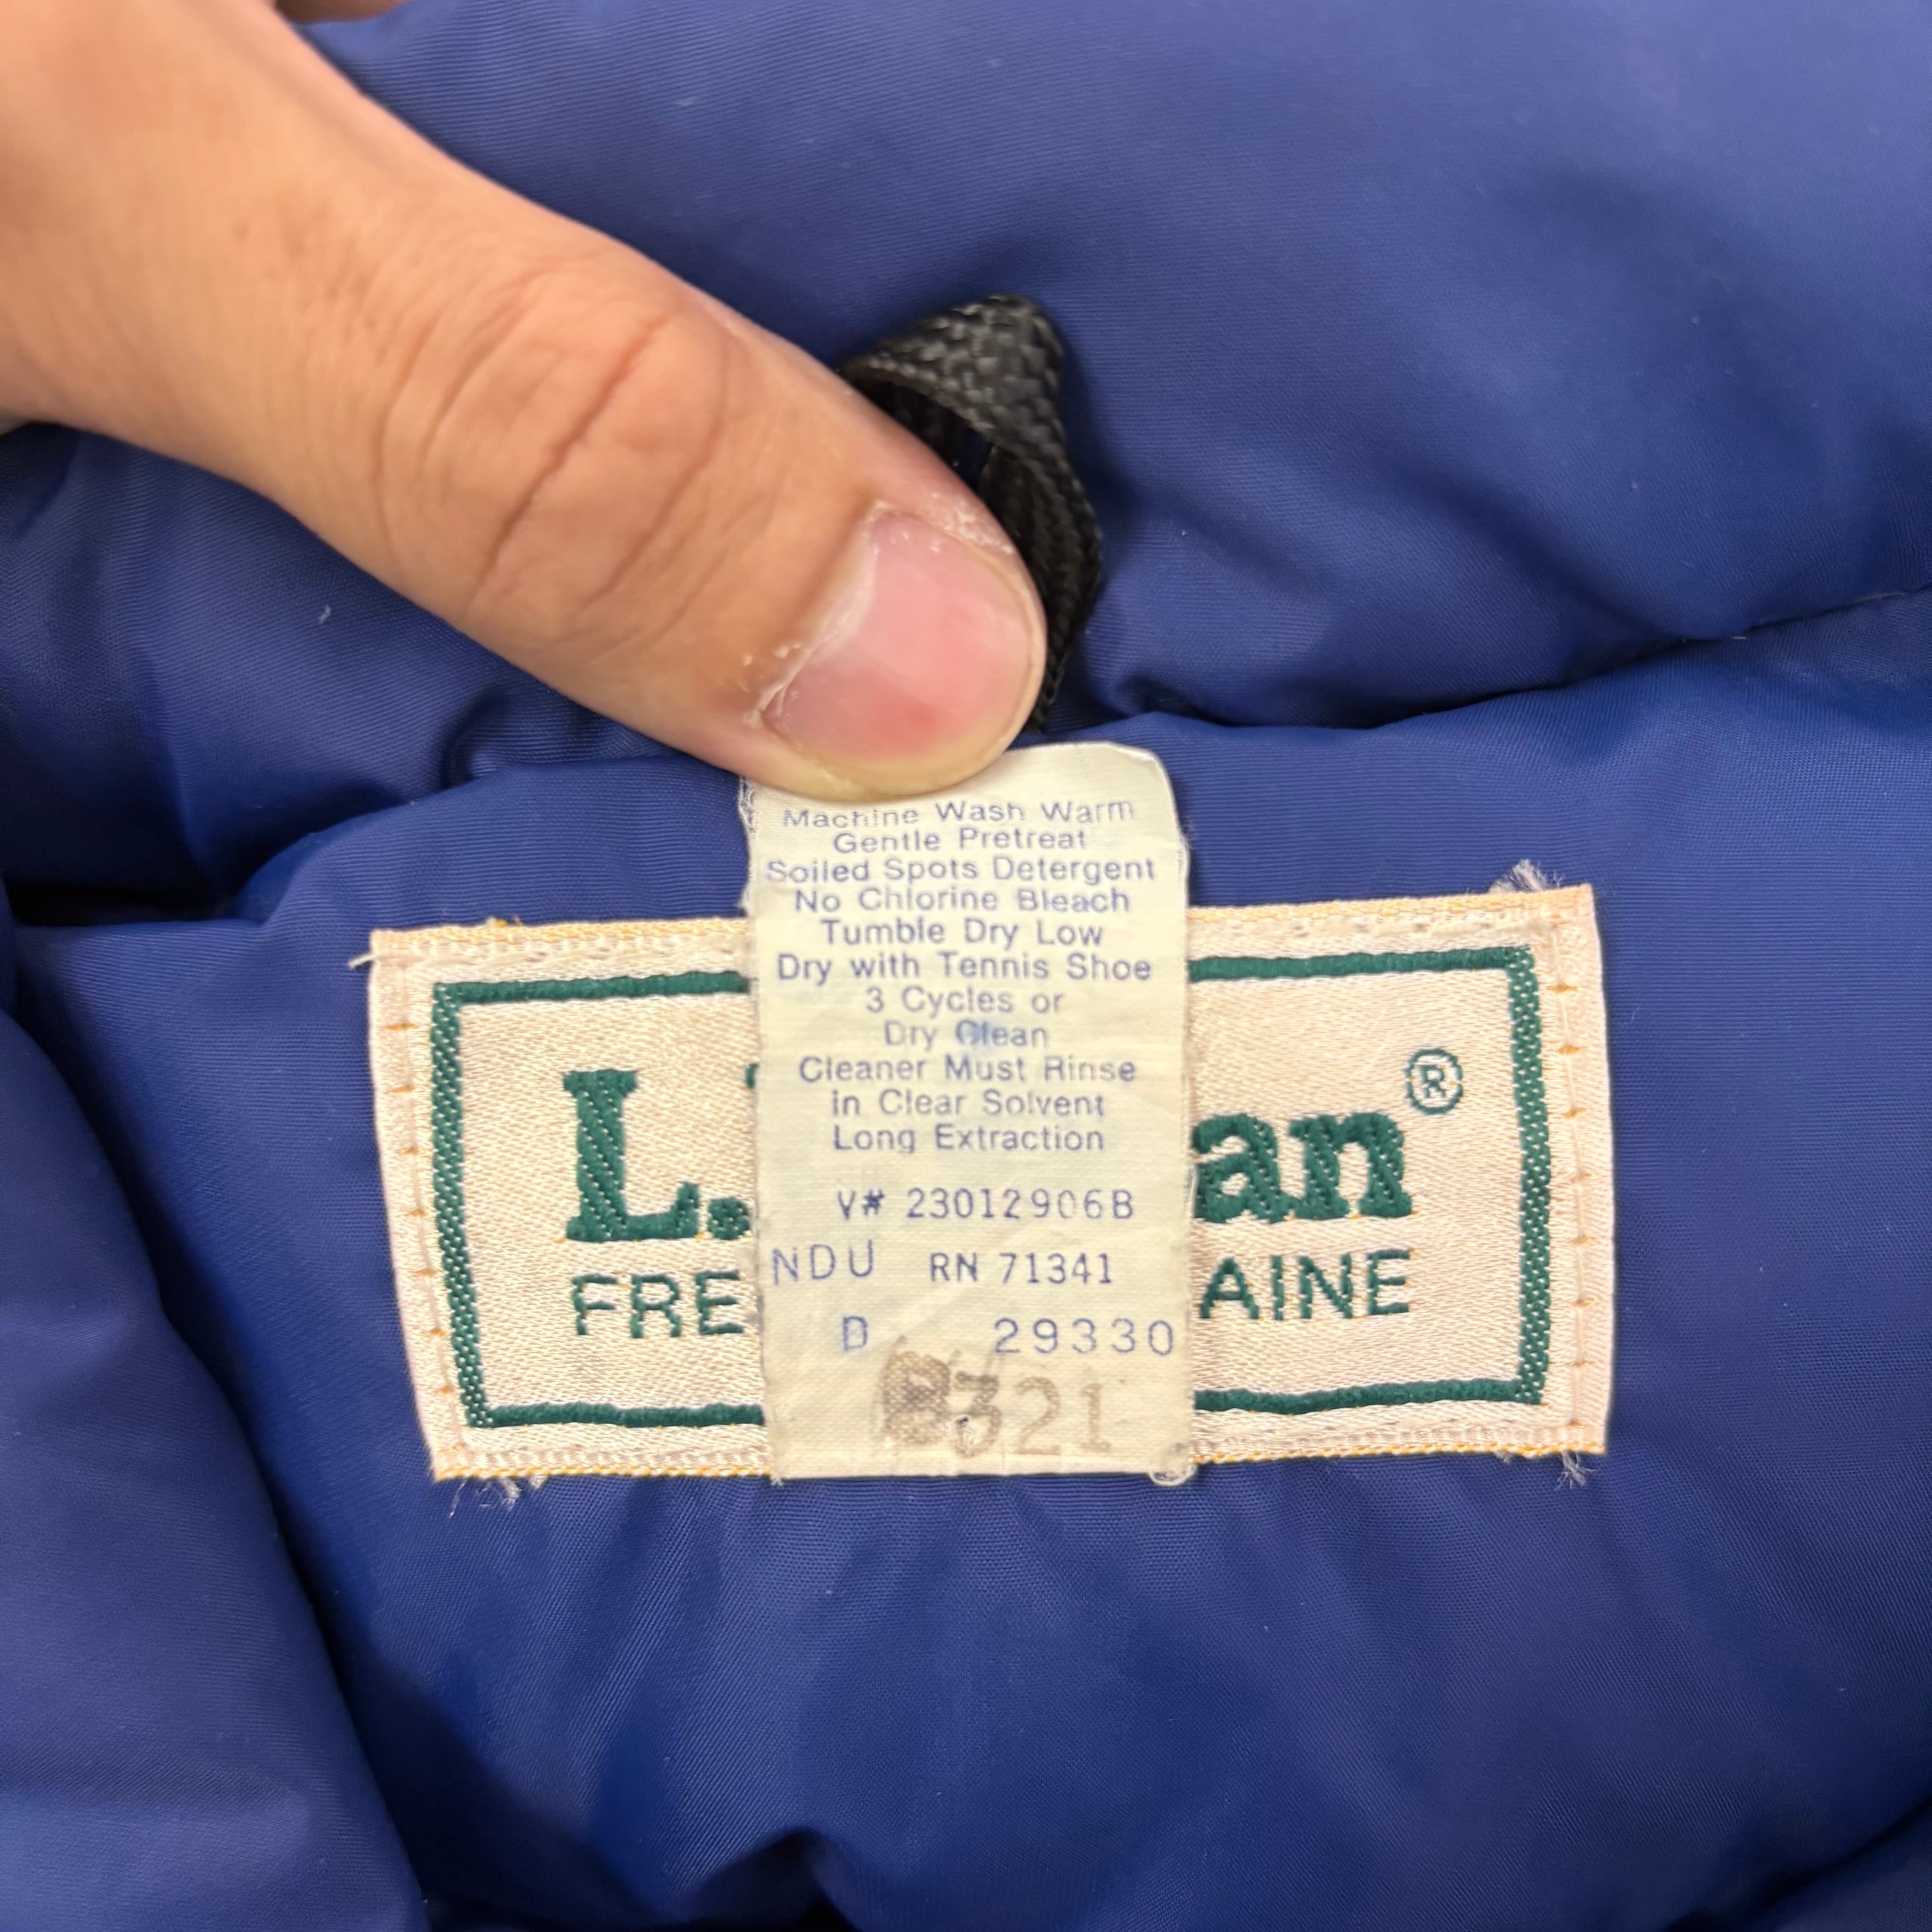 Machine Wash Warm
Gentle Pretreat
Soiled Spots Detergent
No Chlorine Bleach
Tumble Dry Low
Dry with Tennis Shoe
3 Cycles or
Dry Clean
Cleaner Must Rinse
in Clear Solvent
Long Extraction
V# 23012906B
NDU RN 71341
D 29330
321
L. an®
FRE AINE